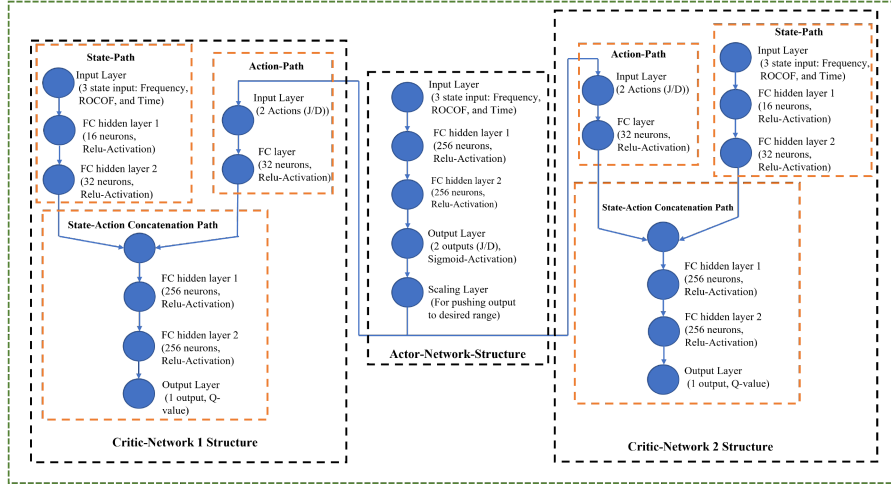 State-Path
Input Layer
(3 state input: Frequency,
ROCOF, and Time)
FC hidden layer 1
(16 neurons,
Relu-Activation)
FC hidden layer 2
(32 neurons,
Relu-Activation)
Action-Path
Input Layer
(2 Actions (J/D))
FC layer
(32 neurons,
Relu-Activation)
State-Action Concatenation Path
FC hidden layer 1
(256 neurons,
Relu-Activation)
FC hidden layer 2
(256 neurons,
Relu-Activation)
Output Layer
(1 output, Q-
value)
Critic-Network 1 Structure
Input Layer
(3 state input: Frequency,
ROCOF, and Time)
FC hidden layer 1
(256 neurons,
Relu-Activation)
FC hidden layer 2
(256 neurons,
Relu-Activation)
Output Layer
(2 outputs (J/D),
Sigmoid-Activation)
Scaling Layer
(For pushing output
to desired range)
Actor-Network-Structure
Action-Path
Input Layer
(2 Actions (J/D))
FC layer
(32 neurons,
Relu-Activation)
State-Path
Input Layer
(3 state input: Frequency,
ROCOF, and Time)
FC hidden layer 1
(16 neurons,
Relu-Activation)
FC hidden layer 2
(32 neurons,
Relu-Activation)
State-Action Concatenation Path
FC hidden layer 1
(256 neurons,
Relu-Activation)
FC hidden layer 2
(256 neurons,
Relu-Activation)
Output Layer
(1 output, Q-value)
Critic-Network 2 Structure